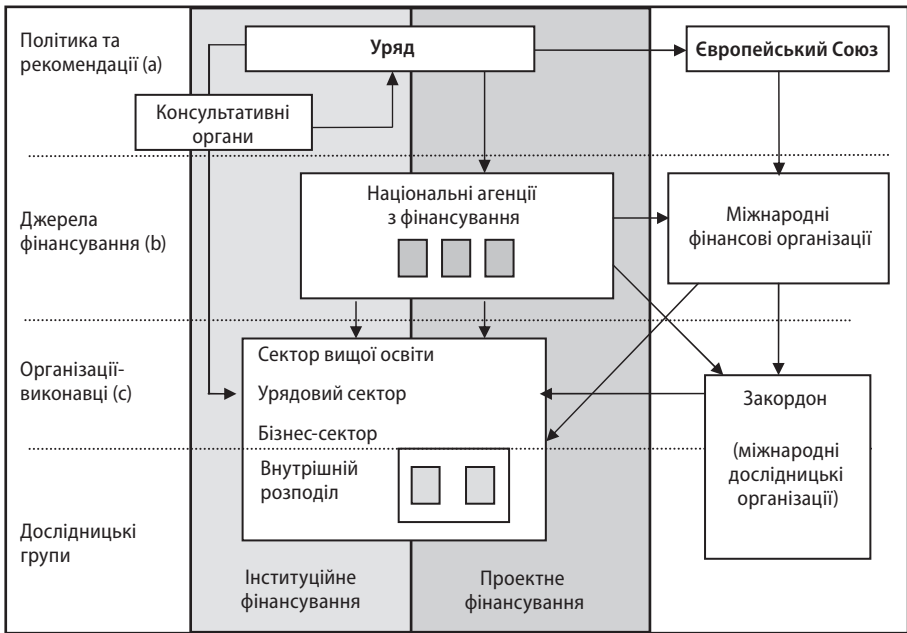 Політика та
рекомендації (a)
Уряд
Європейський Союз
Консультативні
органи
Джерела
фінансування (b)
Національні агенції
з фінансування
Міжнародні
фінансові організації
Організації-
виконавці (c)
Сектор вищої освіти
Урядовий сектор
Бізнес-сектор
Внутрішній
розподіл
Закордон
(міжнародні
дослідницькі
організації)
Дослідницькі
групи
Інституційне
фінансування
Проектне
фінансування